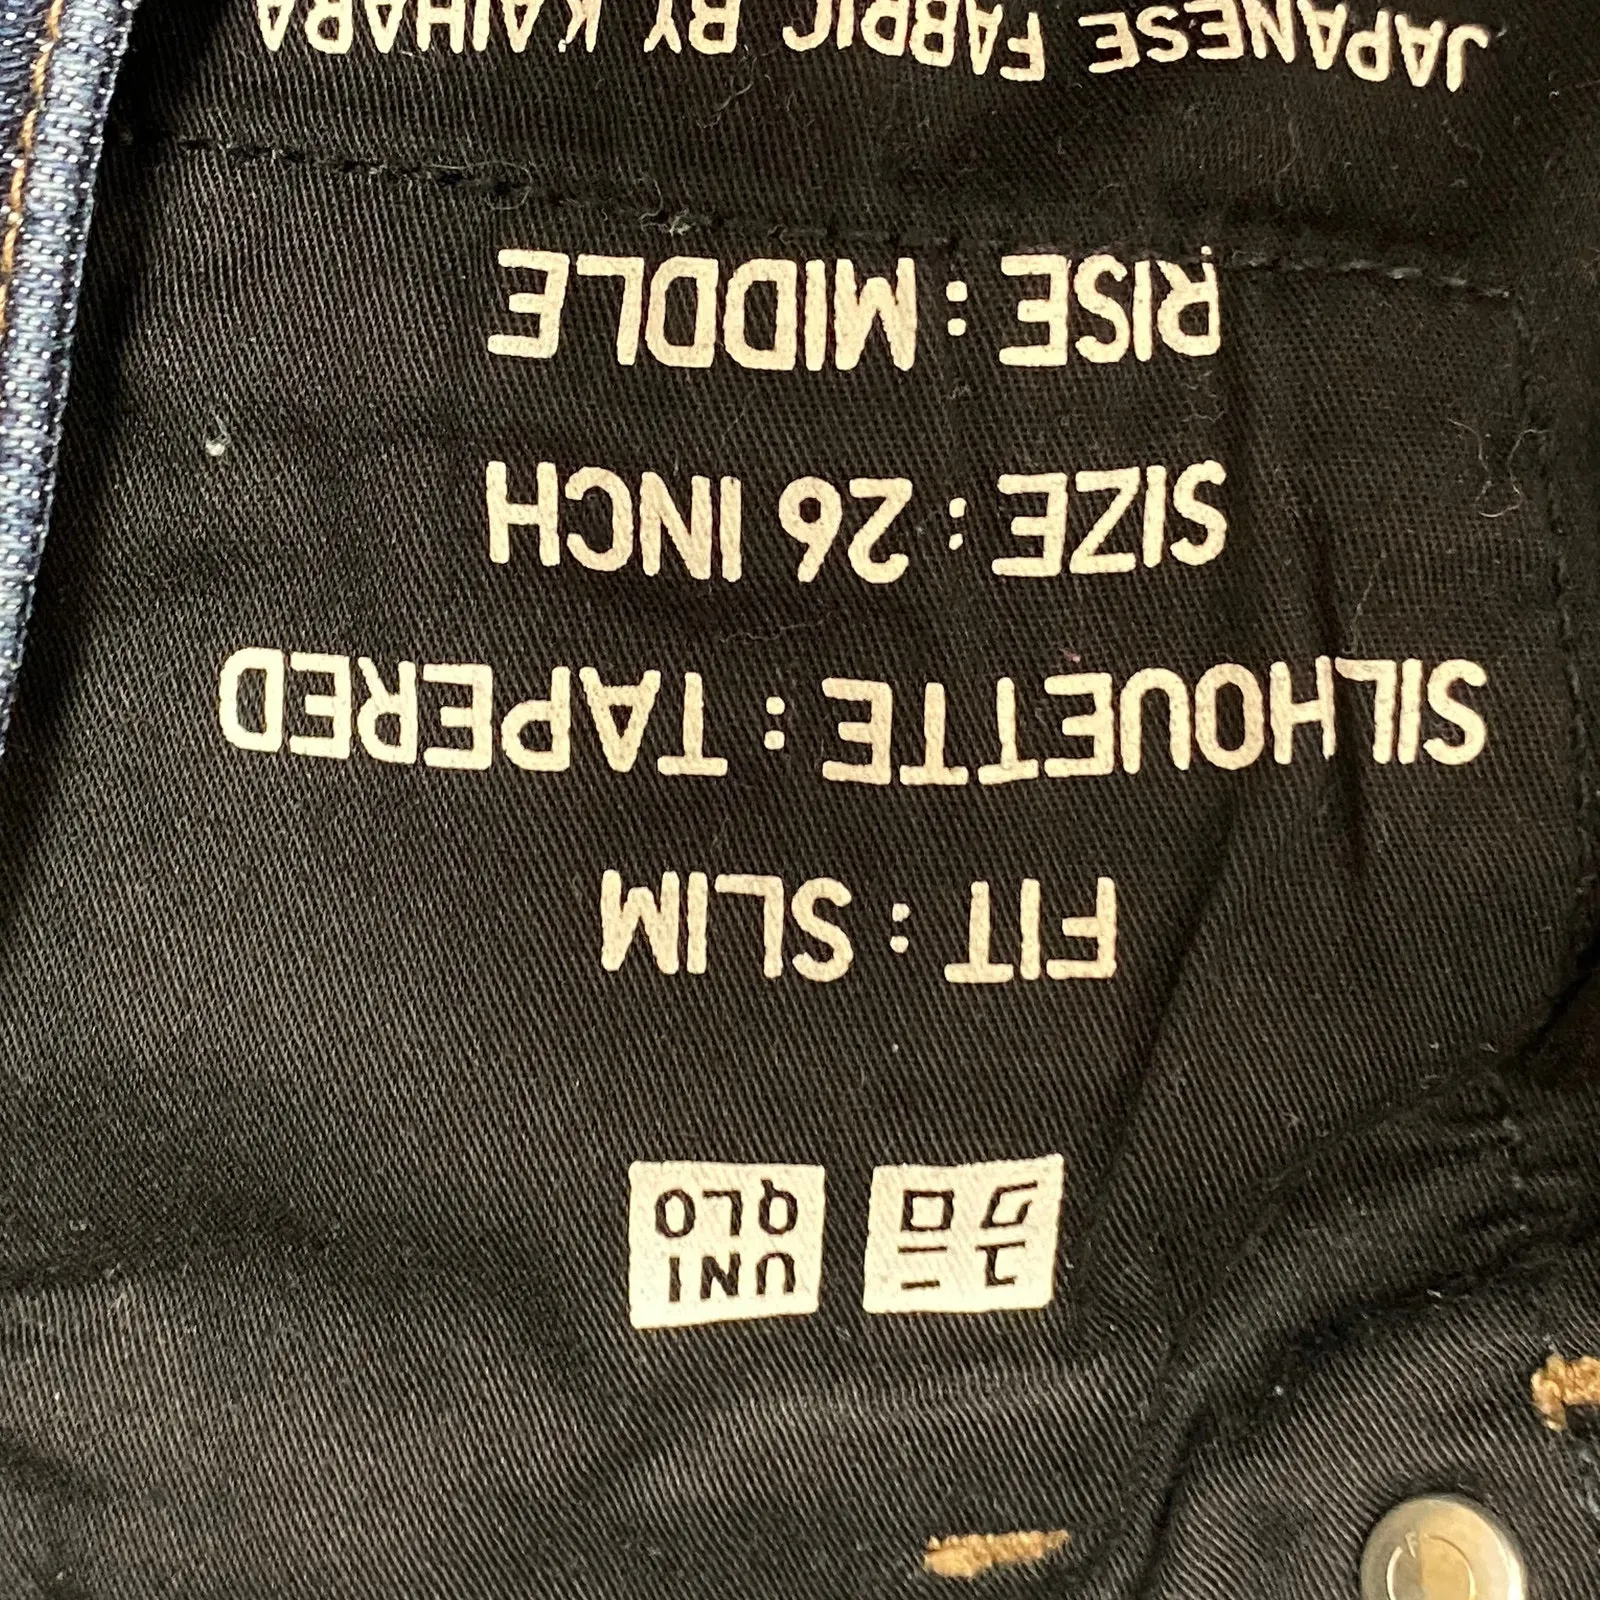 ユニ
クロ
UNI
QLO
FIT : SLIM
SILHOUETTE : TAPERED
SIZE : 26 INCH
RISE : MIDDLE
JAPANESE FABRIC BY KAIHARA